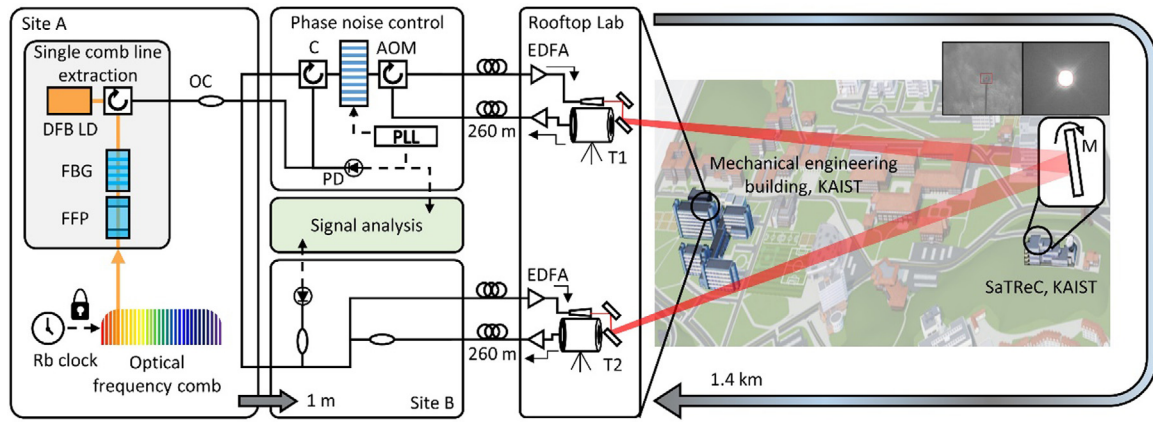 Site A
Single comb line
extraction
DFB LD
FBG
FFP
OC
Rb clock
Optical
frequency comb
1 m
Phase noise control
C
AOM
PLL
PD
260 m
Signal analysis
Site B
260 m
Rooftop Lab
EDFA
T1
EDFA
T2
Mechanical engineering
building, KAIST
M
SaTReC, KAIST
1.4 km